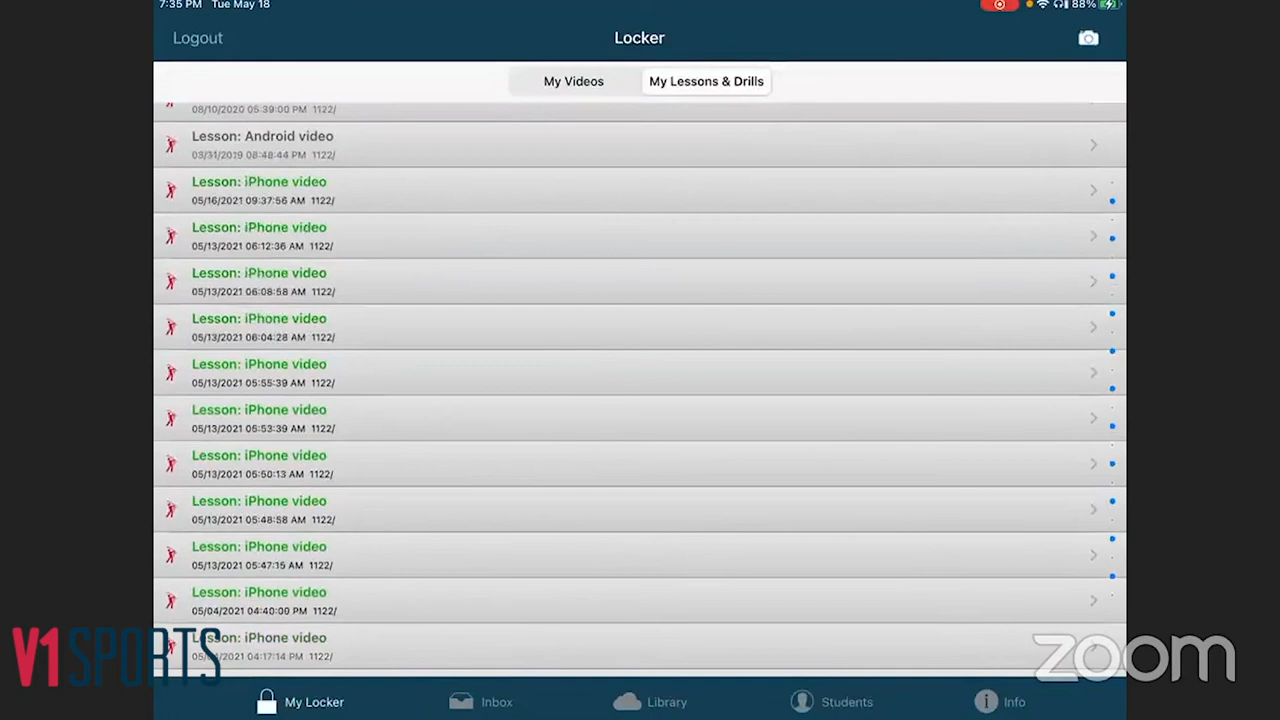 7:35 PM Tue May 18
88%
Logout
Locker
My Videos
My Lessons & Drills
08/10/2020 05:39:00 PM 1122/
Lesson: Android video
03/31/2019 08:48:44 PM 1122/
Lesson: iPhone video
05/16/2021 09:37:56 AM 1122/
Lesson: iPhone video
05/13/2021 06:12:36 AM 1122/
Lesson: iPhone video
05/13/2021 06:08:58 AM 1122/
Lesson: iPhone video
05/13/2021 06:04:28 AM 1122/
Lesson: iPhone video
05/13/2021 05:55:39 AM 1122/
Lesson: iPhone video
05/13/2021 05:53:39 AM 1122/
Lesson: iPhone video
05/13/2021 05:50:13 AM 1122/
Lesson: iPhone video
05/13/2021 05:48:58 AM 1122/
Lesson: iPhone video
05/13/2021 05:47:15 AM 1122/
Lesson: iPhone video
05/04/2021 04:40:00 PM 1122/
Lesson: iPhone video
04:17:14 PM 1122/
V1 SPORTS
zoom
My Locker
Inbox
Library
Students
Info